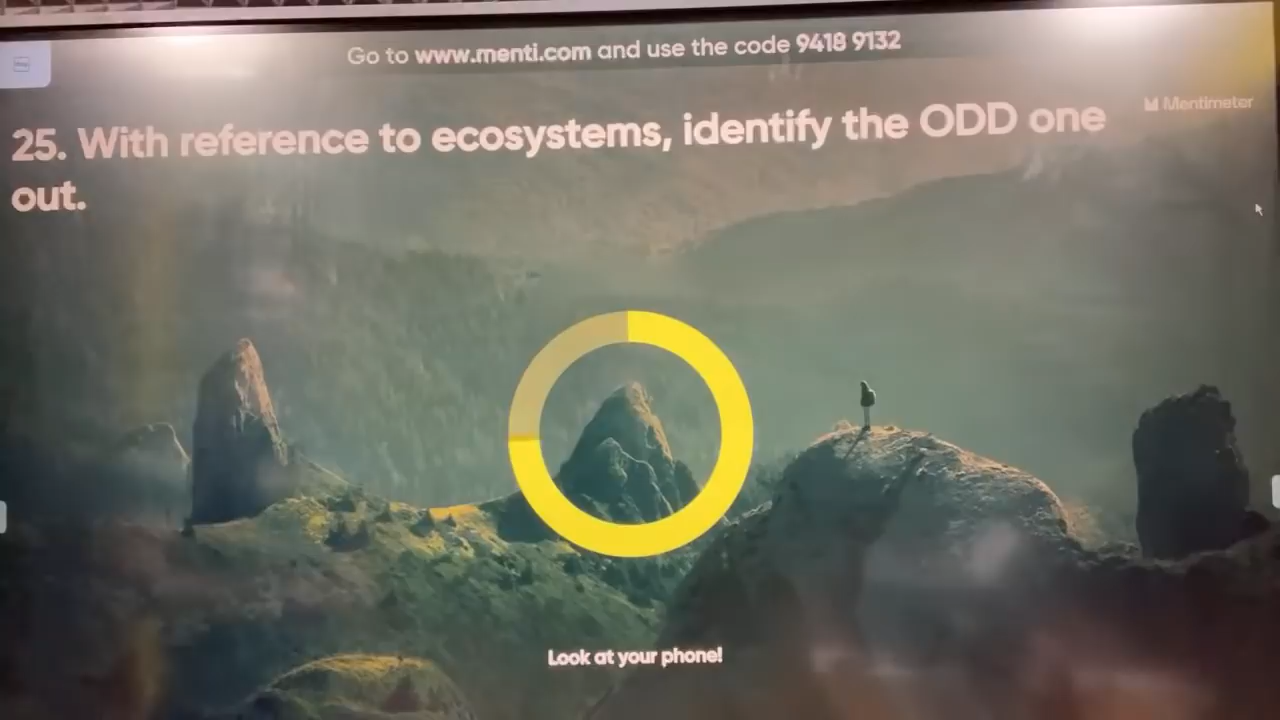 Go to www.menti.com and use the code 9418 9132
Mentimeter
25. With reference to ecosystems, identify the ODD one
out.
Look at your phone!